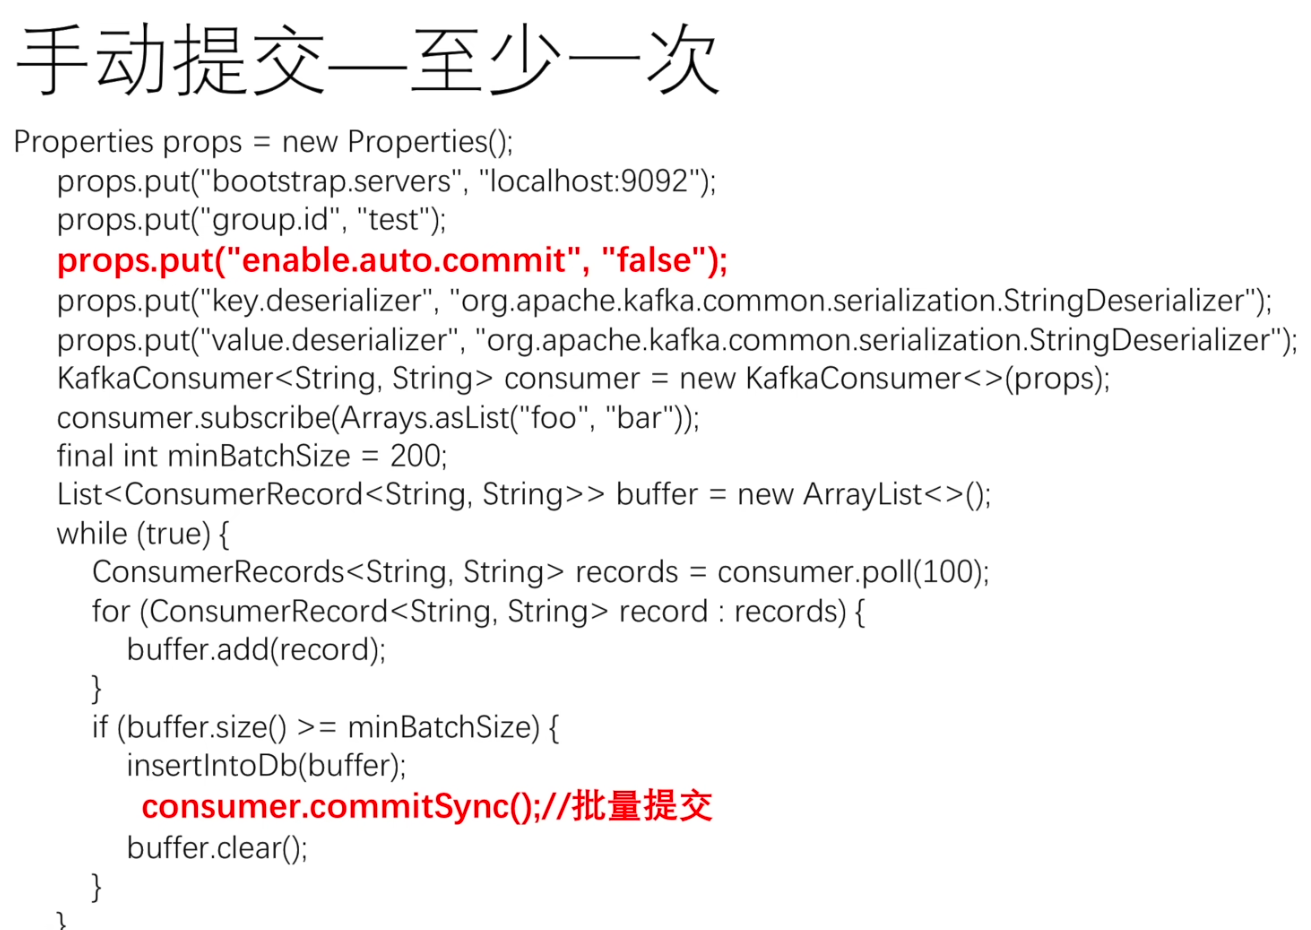 手动提交—至少一次
Properties props = new Properties();
props.put("bootstrap.servers", "localhost:9092");
props.put("group.id", "test");
props.put("enable.auto.commit", "false");
props.put("key.deserializer", "org.apache.kafka.common.serialization.StringDeserializer");
props.put("value.deserializer", "org.apache.kafka.common.serialization.StringDeserializer");
KafkaConsumer<String, String> consumer = new KafkaConsumer<>(props);
consumer.subscribe(Arrays.asList("foo", "bar"));
final int minBatchSize = 200;
List<ConsumerRecord<String, String>> buffer = new ArrayList<>();
while (true) {
ConsumerRecords<String, String> records = consumer.poll(100);
for (ConsumerRecord<String, String> record : records) {
buffer.add(record);
}
if (buffer.size() >= minBatchSize) {
insertIntoDb(buffer);
consumer.commitSync();//批量提交
buffer.clear();
}
}